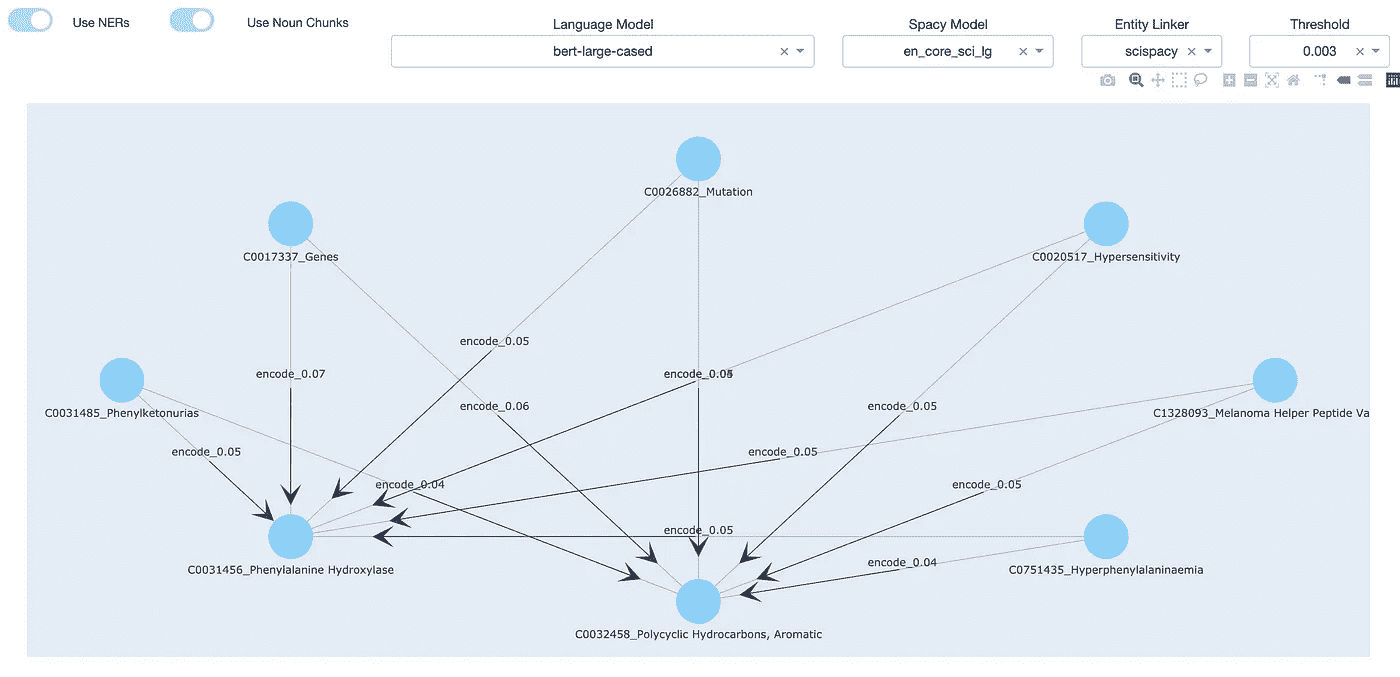 Use NERs
Use Noun Chunks
Language Model
Spacy Model
Entity Linker
Threshold
bert-large-cased
en_core_sci_lg
scispacy
0.003
C0026882_Mutation
C0017337_Genes
C0020517_Hypersensitivity
encode_0.05
encode_0.07
encode_0.06
encode_0.05
C0031485_Phenylketonurias
C1328093_Melanoma Helper Peptide Va
encode_0.05
encode_0.05
encode_0.04
encode_0.05
encode_0.05
C0031456_Phenylalanine Hydroxylase
encode_0.04
C0751435_Hyperphenylalaninaemia
C0032458_Polycyclic Hydrocarbons, Aromatic